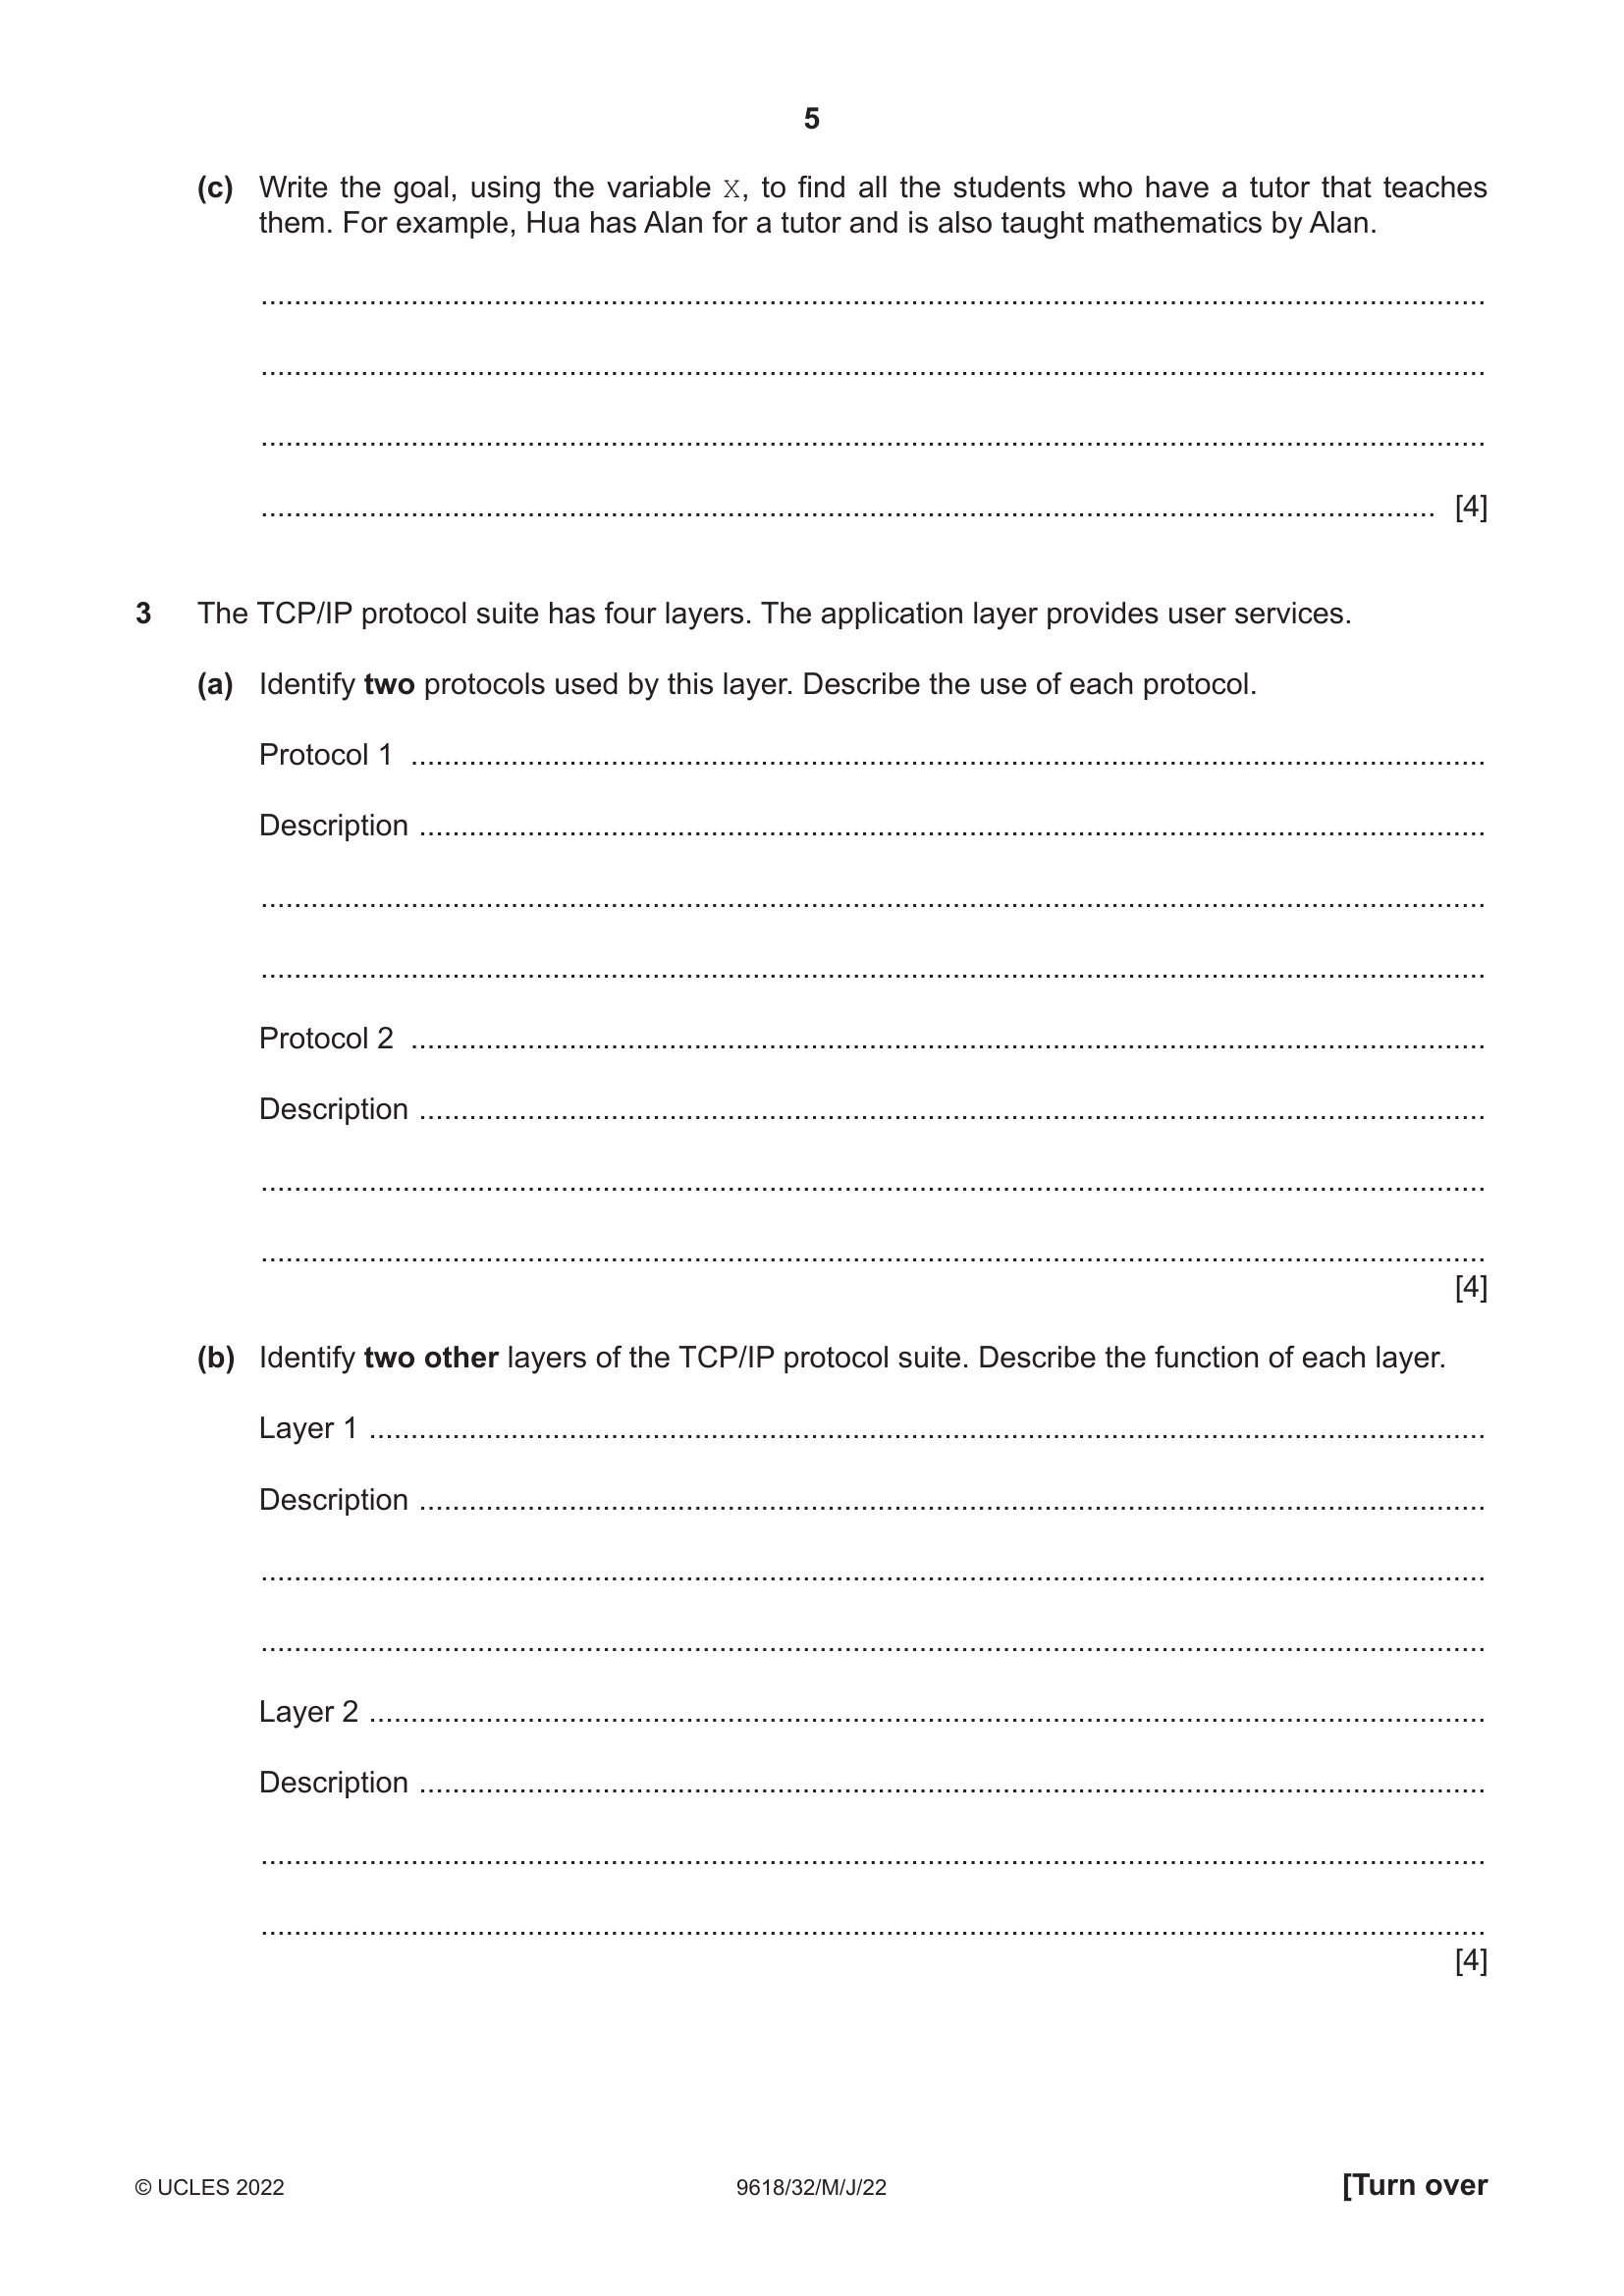 5
(c) Write the goal, using the variable X, to find all the students who have a tutor that teaches
them. For example, Hua has Alan for a tutor and is also taught mathematics by Alan.
[4]
3 The TCP/IP protocol suite has four layers. The application layer provides user services.
(a) Identify two protocols used by this layer. Describe the use of each protocol.
Protocol 1
Description
Protocol 2
Description
[4]
(b) Identify two other layers of the TCP/IP protocol suite. Describe the function of each layer.
Layer 1
Description
Layer 2
Description
[4]
© UCLES 2022 9618/32/M/J/22 [Turn over